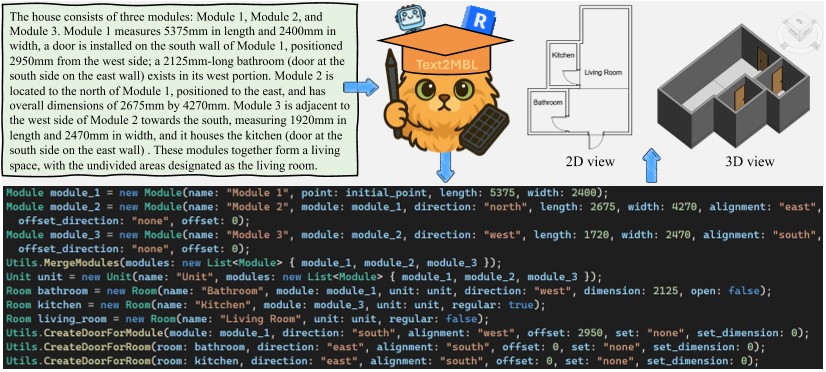 The house consists of three modules: Module 1, Module 2, and
Module 3. Module 1 measures 5375mm in length and 2400mm in
width, a door is installed on the south wall of Module 1, positioned
2950mm from the west side; a 2125mm-long bathroom (door at the
south side on the east wall) exists in its west portion. Module 2 is
located to the north of Module 1, positioned to the east, and has
overall dimensions of 2675mm by 4270mm. Module 3 is adjacent to
the west side of Module 2 towards the south, measuring 1920mm in
length and 2470mm in width, and it houses the kitchen (door at the
south side on the east wall) . These modules together form a living
space, with the undivided areas designated as the living room.
R
Text2MBL
Kitchen
Living Room
Bathroom
2D view
3D view
Module module_1 = new Module(name: "Module 1", point: initial_point, length: 5375, width: 2400);
Module module_2 = new Module(name: "Module 2", module: module_1, direction: "north", length: 2675, width: 4270, alignment: "east",
offset_direction: "none", offset: 0);
Module module_3 = new Module(name: "Module 3", module: module_2, direction: "west", length: 1720, width: 2470, alignment: "south",
offset_direction: "none", offset: 0);
Utils.MergeModules(modules: new List<Module> { module_1, module_2, module_3 });
Unit unit = new Unit(name: "Unit", modules: new List<Module> { module_1, module_2, module_3 });
Room bathroom = new Room(name: "Bathroom", module: module_1, unit: unit, direction: "west", dimension: 2125, open: false);
Room kitchen = new Room(name: "Kitchen", module: module_3, unit: unit, regular: true);
Room living_room = new Room(name: "Living Room", unit: unit, regular: false);
Utils.CreateDoorForModule(module: module_1, direction: "south", alignment: "west", offset: 2950, set: "none", set_dimension: 0);
Utils.CreateDoorForRoom(room: bathroom, direction: "east", alignment: "south", offset: 0, set: "none", set_dimension: 0);
Utils.CreateDoorForRoom(room: kitchen, direction: "east", alignment: "south", offset: 0, set: "none", set_dimension: 0);